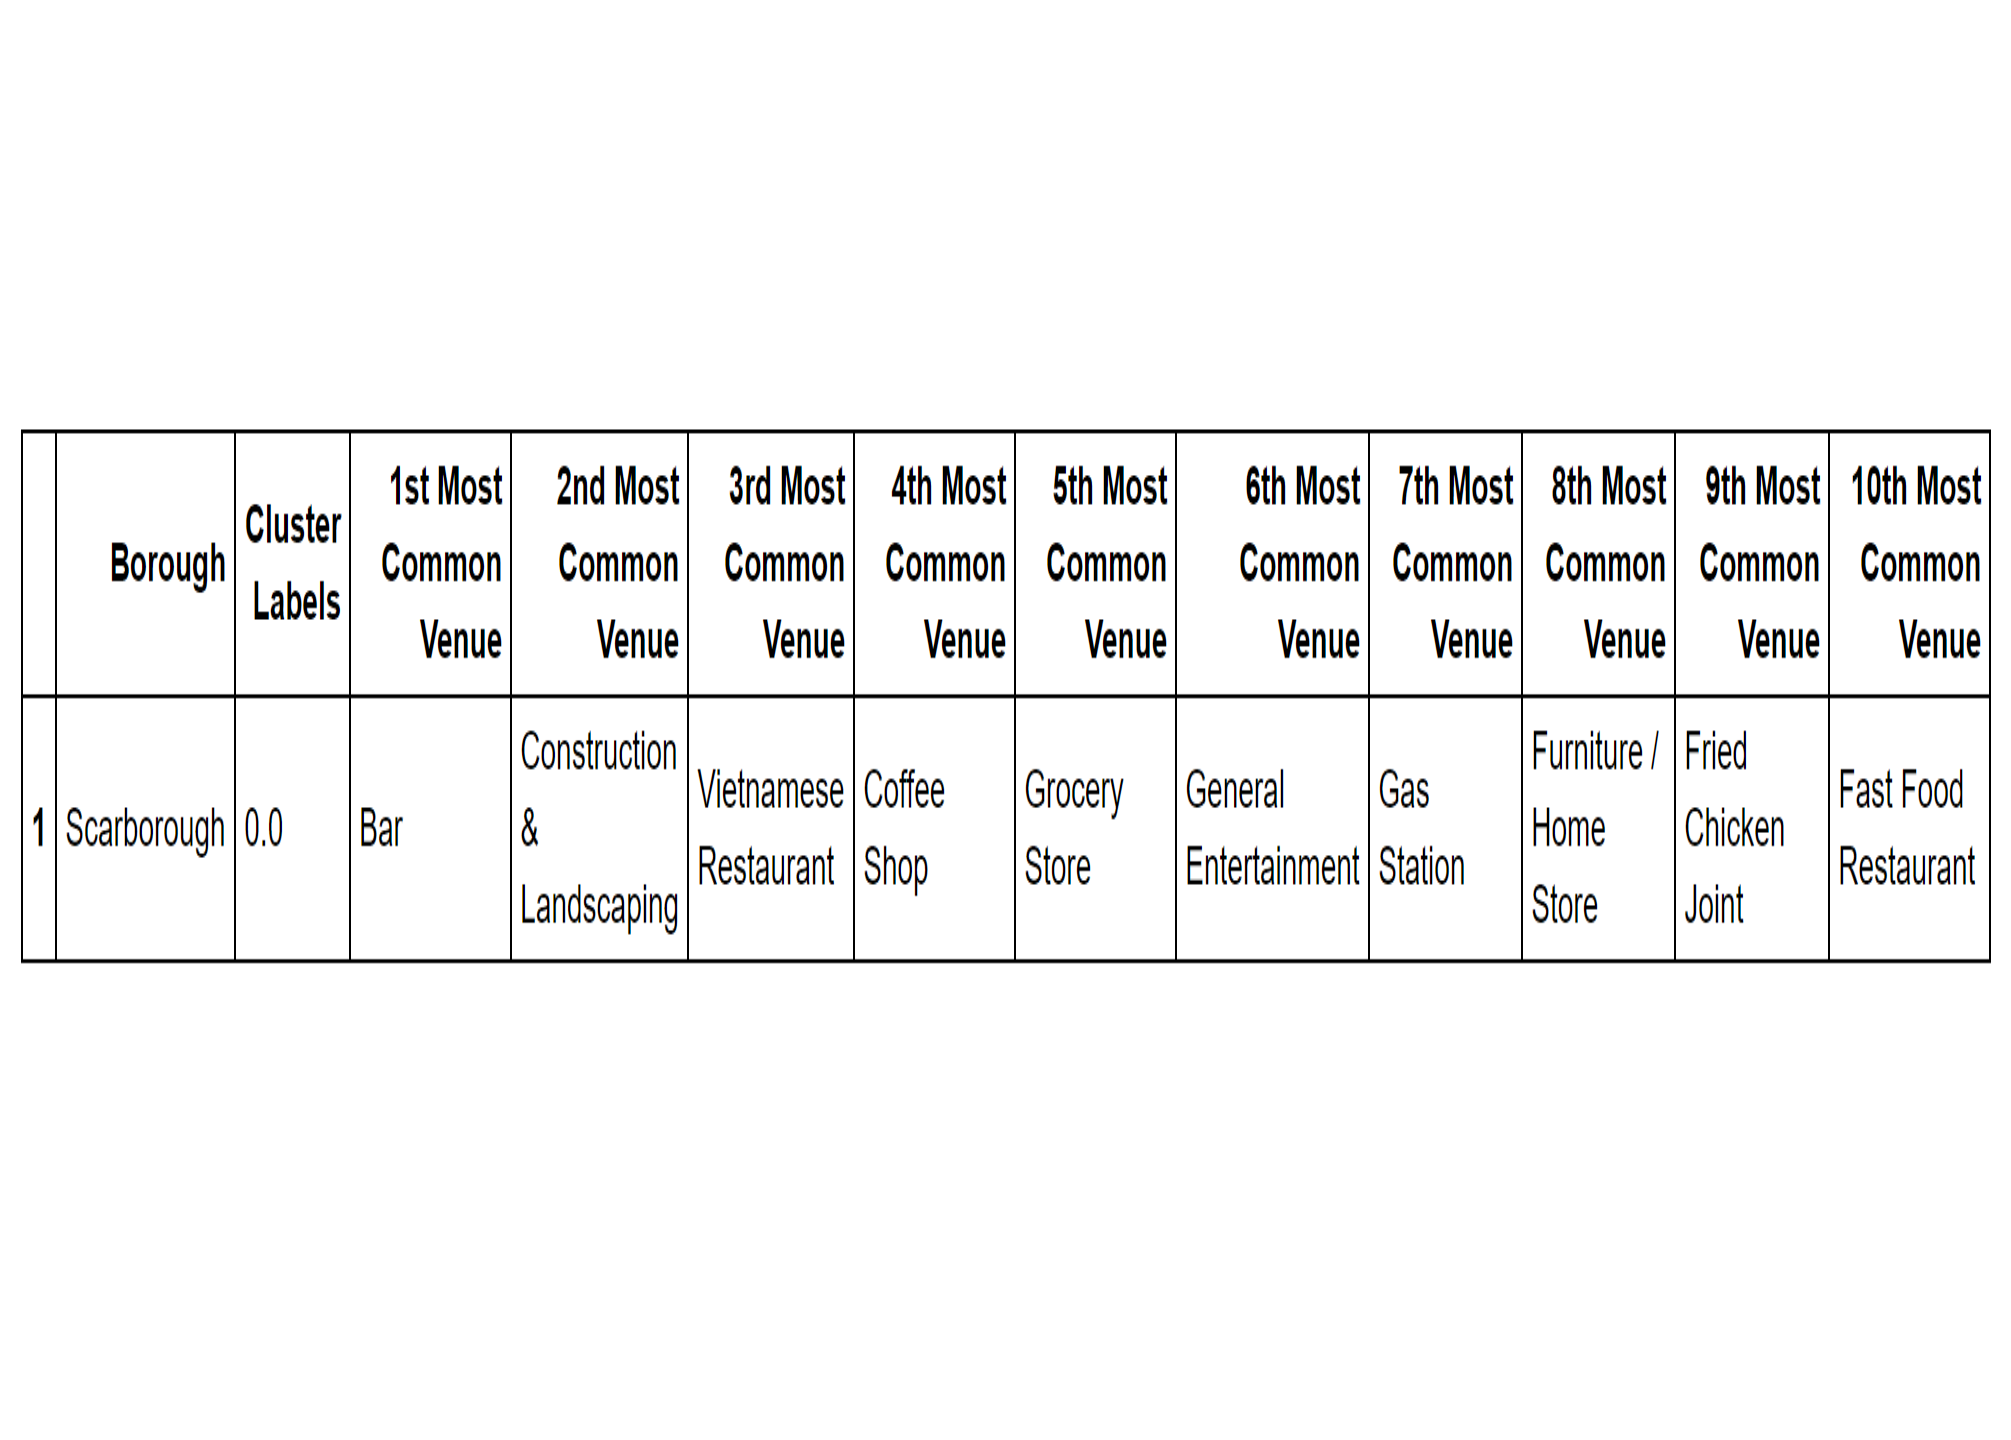 Borough
Cluster
Labels
1st Most
Common
Venue
2nd Most
Common
Venue
3rd Most
Common
Venue
4th Most
Common
Venue
5th Most
Common
Venue
6th Most
Common
Venue
7th Most
Common
Venue
8th Most
Common
Venue
9th Most
Common
Venue
10th Most
Common
Venue
1
Scarborough
0.0
Bar
Construction
&
Landscaping
Vietnamese
Restaurant
Coffee
Shop
Grocery
Store
General
Entertainment
Gas
Station
Furniture /
Home
Store
Fried
Chicken
Joint
Fast Food
Restaurant